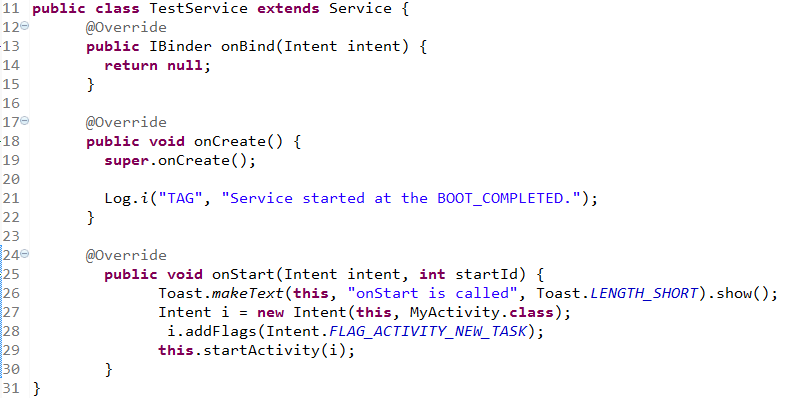 11 public class TestService extends Service {
12 @Override
13 public IBinder onBind(Intent intent) {
14 return null;
15 }
16
17 @Override
18 public void onCreate() {
19 super.onCreate();
20
21 Log.i("TAG", "Service started at the BOOT_COMPLETED.");
22 }
23
24 @Override
25 public void onStart(Intent intent, int startId) {
26 Toast.makeText(this, "onStart is called", Toast.LENGTH_SHORT).show();
27 Intent i = new Intent(this, MyActivity.class);
28 i.addFlags(Intent.FLAG_ACTIVITY_NEW_TASK);
29 this.startActivity(i);
30 }
31 }